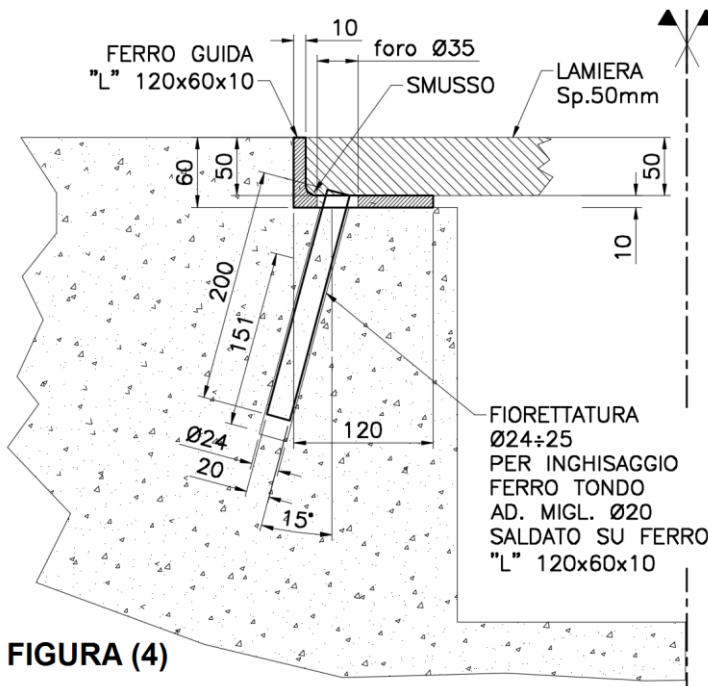 10
foro Ø35
FERRO GUIDA
"L" 120x60x10
SMUSSO
LAMIERA
Sp.50mm
60
50
50
10
200
151
Ø24
20
15°
120
FIORETTATURA
Ø24÷25
PER INGHISAGGIO
FERRO TONDO
AD. MIGL. Ø20
SALDATO SU FERRO
"L" 120x60x10
FIGURA (4)